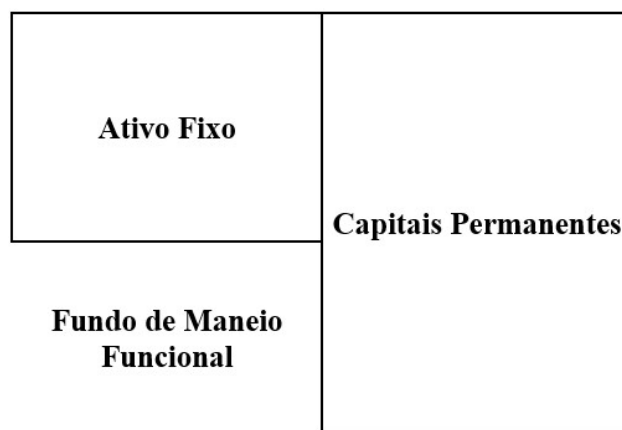 Ativo Fixo
Capitais Permanentes
Fundo de Maneio
Funcional